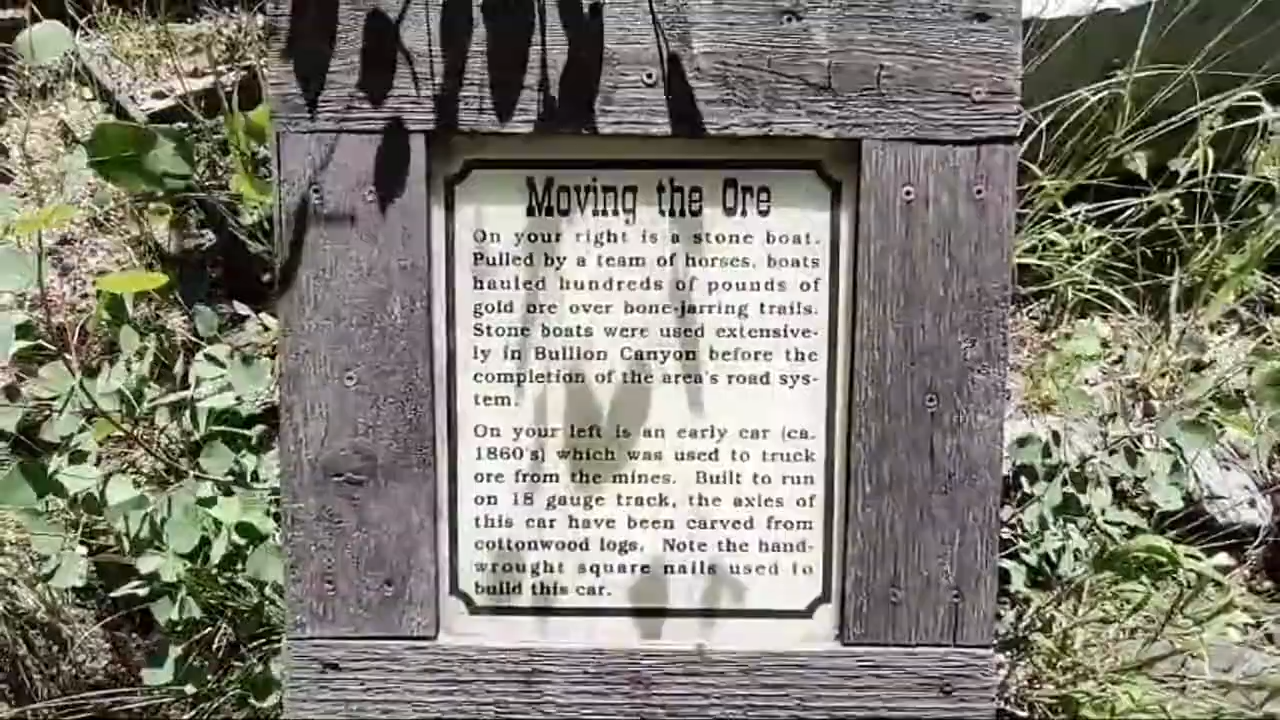 Moving the Ore
On your right is a stone boat.
Pulled by a team of horses, boats
hauled hundreds of pounds of
gold ore over bone-jarring trails.
Stone boats were used extensive-
ly in Bullion Canyon before the
completion of the area's road sys-
tem.
On your left is an early car (ca.
1860's) which was used to truck
ore from the mines. Built to run
on 18 gauge track, the axles of
this car have been carved from
cottonwood logs. Note the hand-
wrought square nails used to
build this car.